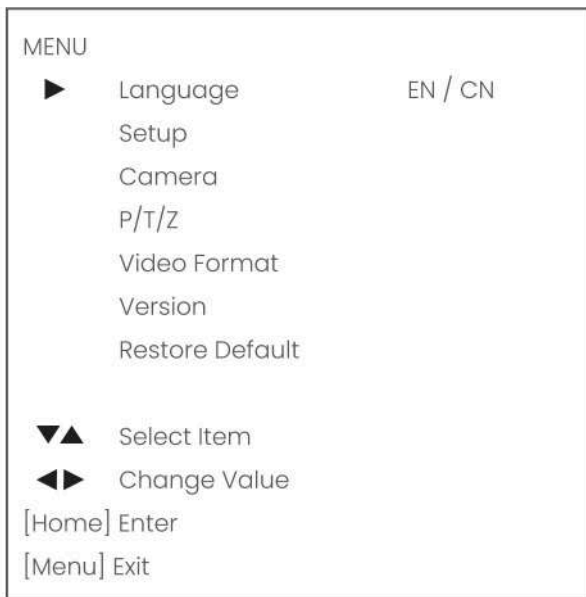 MENU
▶ Language EN / CN
Setup
Camera
P/T/Z
Video Format
Version
Restore Default
▼▲ Select Item
◀▶ Change Value
[Home] Enter
[Menu] Exit